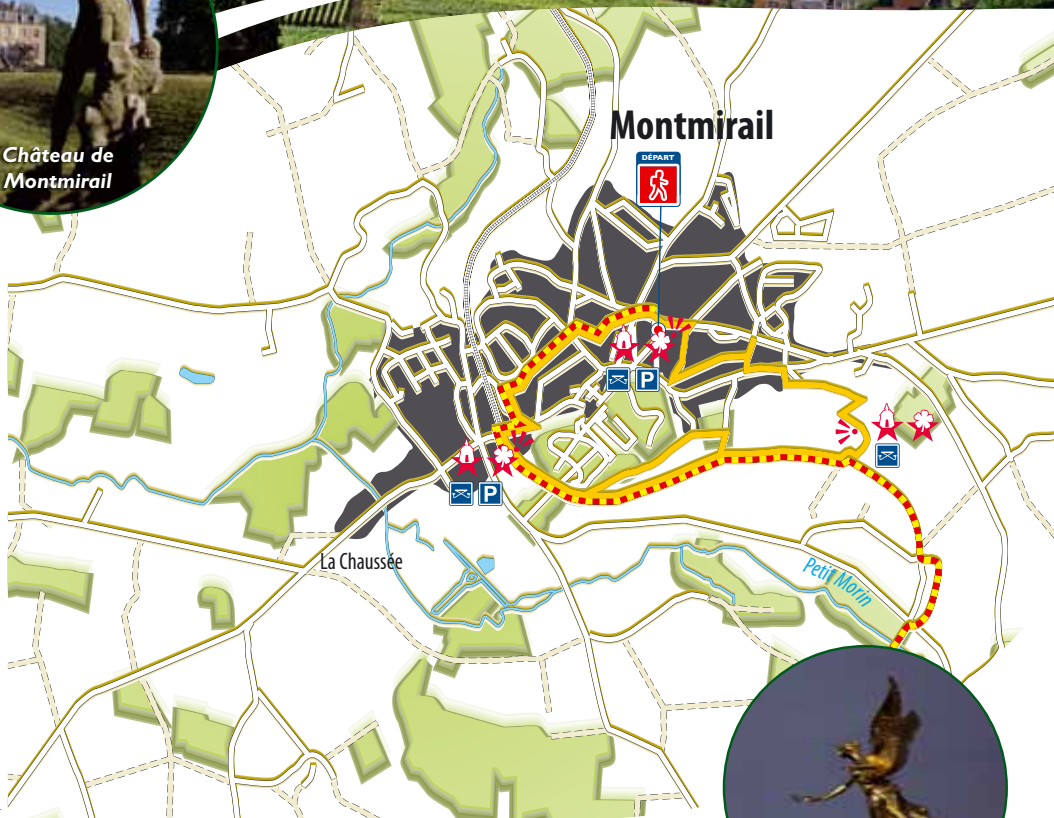 Château de
Montmirail
Montmirail
DÉPART
P
P
La Chaussée
Petit Morin